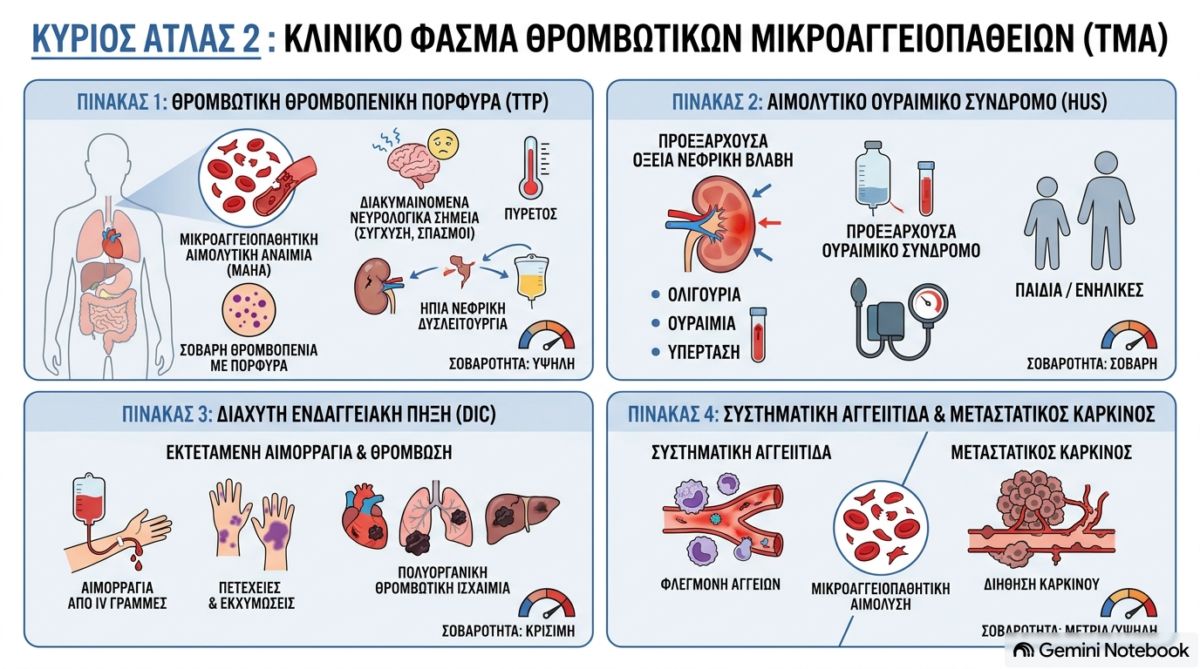 ΚΥΡΙΟΣ ΑΤΛΑΣ 2 : ΚΛΙΝΙΚΟ ΦΑΣΜΑ ΘΡΟΜΒΩΤΙΚΩΝ ΜΙΚΡΟΑΓΓΕΙΟΠΑΘΕΙΩΝ (TMA)
ΠΙΝΑΚΑΣ 1: ΘΡΟΜΒΩΤΙΚΗ ΘΡΟΜΒΟΠΕΝΙΚΗ ΠΟΡΦΥΡΑ (TTP)
ΜΙΚΡΟΑΓΓΕΙΟΠΑΘΗΤΙΚΗ
ΑΙΜΟΛΥΤΙΚΗ ΑΝΑΙΜΙΑ
(MAHA)
ΣΟΒΑΡΗ ΘΡΟΜΒΟΠΕΝΙΑ
ΜΕ ΠΟΡΦΥΡΑ
ΔΙΑΚΥΜΑΙΝΟΜΕΝΑ
ΝΕΥΡΟΛΟΓΙΚΑ ΣΗΜΕΙΑ
(ΣΥΓΧΥΣΗ, ΣΠΑΣΜΟΙ)
ΠΥΡΕΤΟΣ
ΗΠΙΑ ΝΕΦΡΙΚΗ
ΔΥΣΛΕΙΤΟΥΡΓΙΑ
ΣΟΒΑΡΟΤΗΤΑ: ΥΨΗΛΗ
ΠΙΝΑΚΑΣ 2: ΑΙΜΟΛΥΤΙΚΟ ΟΥΡΑΙΜΙΚΟ ΣΥΝΔΡΟΜΟ (HUS)
ΠΡΟΕΞΑΡΧΟΥΣΑ
ΟΞΕΙΑ ΝΕΦΡΙΚΗ ΒΛΑΒΗ
• ΟΛΙΓΟΥΡΙΑ
• ΟΥΡΑΙΜΙΑ
• ΥΠΕΡΤΑΣΗ
ΠΡΟΕΞΑΡΧΟΥΣΑ
ΟΥΡΑΙΜΙΚΟ ΣΥΝΔΡΟΜΟ
ΠΑΙΔΙΑ / ΕΝΗΛΙΚΕΣ
ΣΟΒΑΡΟΤΗΤΑ: ΣΟΒΑΡΗ
ΠΙΝΑΚΑΣ 3: ΔΙΑΧΥΤΗ ΕΝΔΑΓΓΕΙΑΚΗ ΠΗΞΗ (DIC)
ΕΚΤΕΤΑΜΕΝΗ ΑΙΜΟΡΡΑΓΙΑ & ΘΡΟΜΒΩΣΗ
ΑΙΜΟΡΡΑΓΙΑ
ΑΠΟ IV ΓΡΑΜΜΕΣ
ΠΕΤΕΧΕΙΕΣ
& ΕΚΧΥΜΩΣΕΙΣ
ΠΟΛΥΟΡΓΑΝΙΚΗ
ΘΡΟΜΒΩΤΙΚΗ ΙΣΧΑΙΜΙΑ
ΣΟΒΑΡΟΤΗΤΑ: ΚΡΙΣΙΜΗ
ΠΙΝΑΚΑΣ 4: ΣΥΣΤΗΜΑΤΙΚΗ ΑΓΓΕΙΙΤΙΔΑ & ΜΕΤΑΣΤΑΤΙΚΟΣ ΚΑΡΚΙΝΟΣ
ΣΥΣΤΗΜΑΤΙΚΗ ΑΓΓΕΙΙΤΙΔΑ
ΦΛΕΓΜΟΝΗ ΑΓΓΕΙΩΝ
ΜΙΚΡΟΑΓΓΕΙΟΠΑΘΗΤΙΚΗ
ΑΙΜΟΛΥΣΗ
ΜΕΤΑΣΤΑΤΙΚΟΣ ΚΑΡΚΙΝΟΣ
ΔΙΗΘΗΣΗ ΚΑΡΚΙΝΟΥ
ΣΟΒΑΡΟΤΗΤΑ: ΜΕΤΡΙΑ/ΥΨΗΛΗ
Gemini Notebook